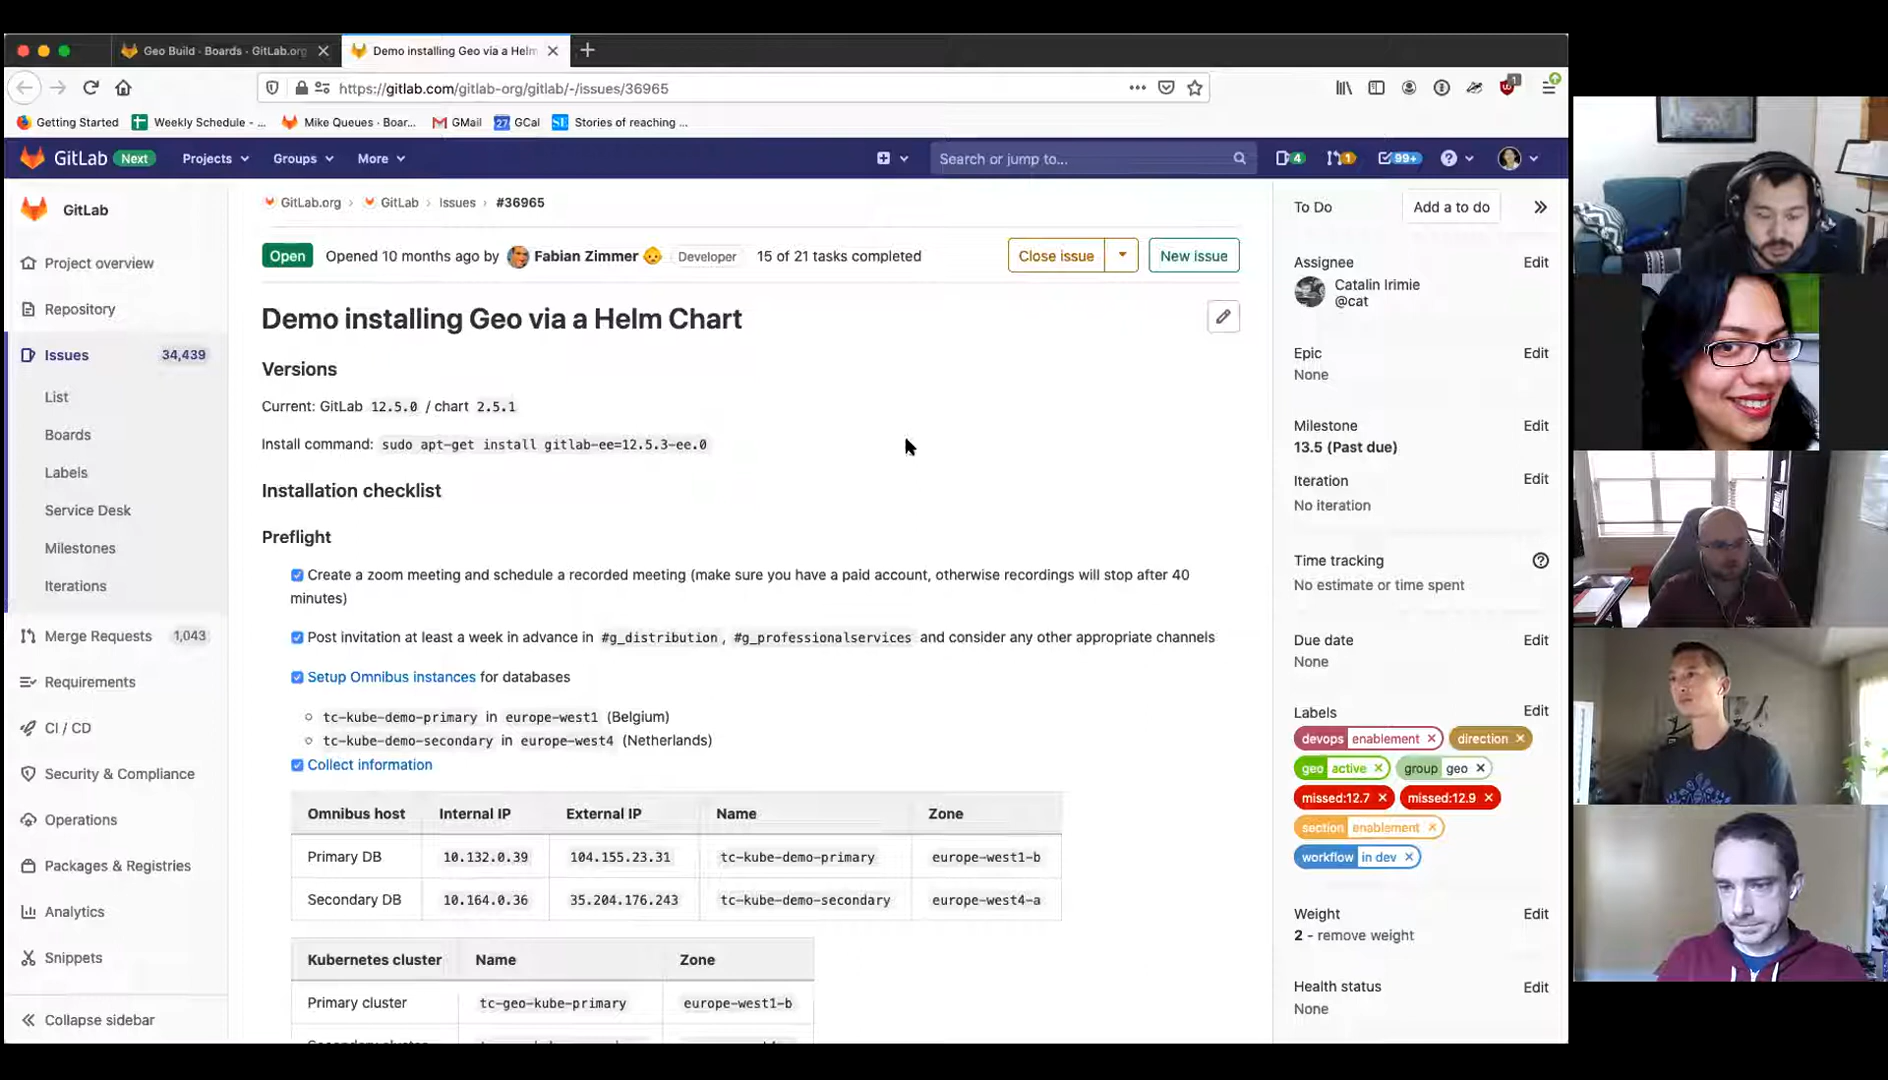 Geo Build · Boards · GitLab.org
Demo installing Geo via a Helm
https://gitlab.com/gitlab-org/gitlab/-/issues/36965
1
Getting Started
Weekly Schedule - ...
Mike Queues · Boar...
GMail
27 GCal
Stories of reaching ...
GitLab Next
Projects
Groups
More
Search or jump to...
4
1
99+
GitLab
Project overview
Repository
Issues 34,439
List
Boards
Labels
Service Desk
Milestones
Iterations
Merge Requests 1,043
Requirements
CI / CD
Security & Compliance
Operations
Packages & Registries
Analytics
Snippets
Collapse sidebar
GitLab.org › GitLab › Issues › #36965
Open Opened 10 months ago by Fabian Zimmer Developer 15 of 21 tasks completed
Close issue
New issue
Demo installing Geo via a Helm Chart
Versions
Current: GitLab 12.5.0 / chart 2.5.1
Install command: sudo apt-get install gitlab-ee=12.5.3-ee.0
Installation checklist
Preflight
Create a zoom meeting and schedule a recorded meeting (make sure you have a paid account, otherwise recordings will stop after 40
minutes)
Post invitation at least a week in advance in #g_distribution, #g_professionalservices and consider any other appropriate channels
Setup Omnibus instances for databases
tc-kube-demo-primary in europe-west1 (Belgium)
tc-kube-demo-secondary in europe-west4 (Netherlands)
Collect information
Omnibus host Internal IP External IP Name Zone
Primary DB 10.132.0.39 104.155.23.31 tc-kube-demo-primary europe-west1-b
Secondary DB 10.164.0.36 35.204.176.243 tc-kube-demo-secondary europe-west4-a
Kubernetes cluster Name Zone
Primary cluster tc-geo-kube-primary europe-west1-b
To Do
Add a to do
Assignee Edit
Catalin Irimie
@cat
Epic Edit
None
Milestone Edit
13.5 (Past due)
Iteration Edit
No iteration
Time tracking
No estimate or time spent
Due date Edit
None
Labels Edit
devops enablement direction
geo active group geo
missed:12.7 missed:12.9
section enablement
workflow in dev
Weight Edit
2 - remove weight
Health status Edit
None